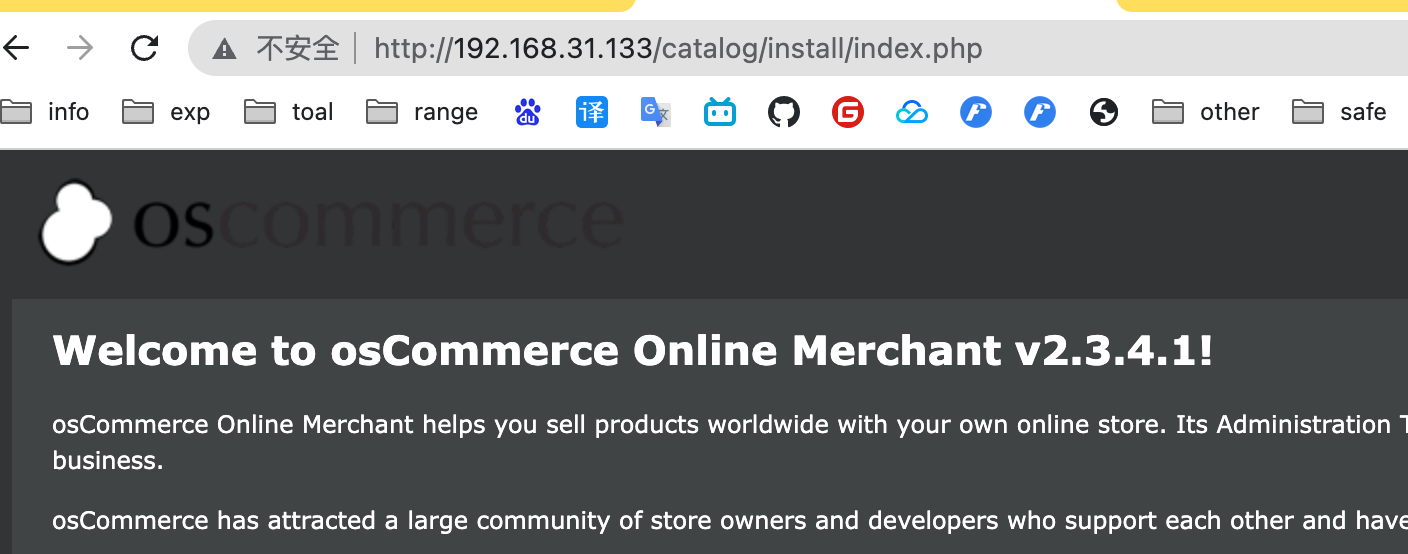 不安全 http://192.168.31.133/catalog/install/index.php
info exp toal range du 译 G 文 G F F other safe
oscommerce
Welcome to osCommerce Online Merchant v2.3.4.1!
osCommerce Online Merchant helps you sell products worldwide with your own online store. Its Administration T
business.
osCommerce has attracted a large community of store owners and developers who support each other and have